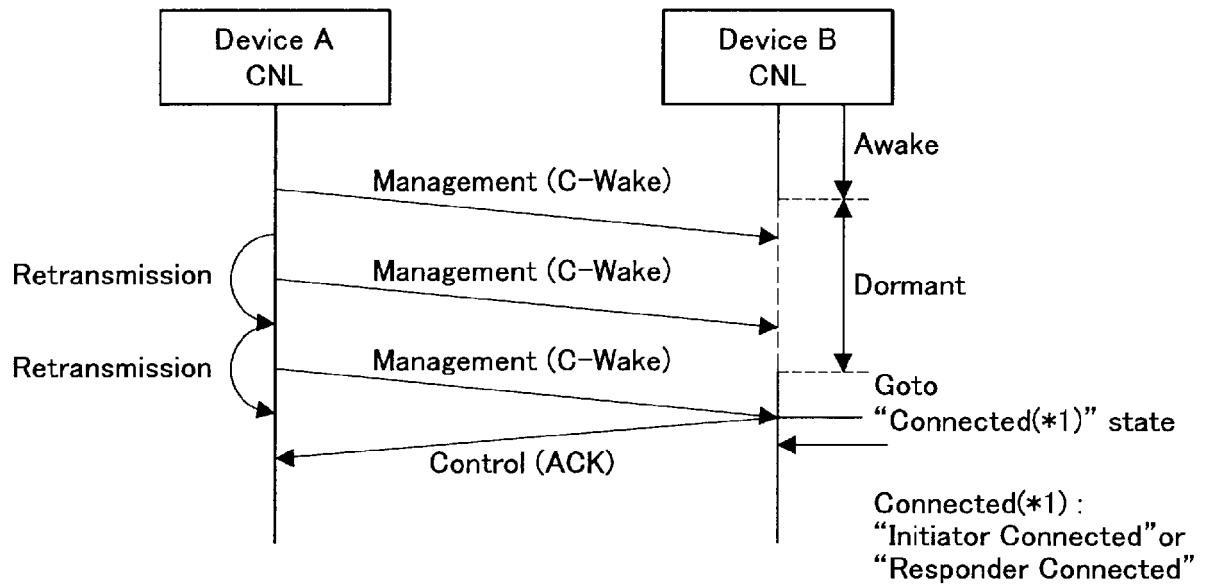 Device A
CNL
Device B
CNL
Awake
Management (C-Wake)
Retransmission
Management (C-Wake)
Dormant
Retransmission
Management (C-Wake)
Goto
“Connected(*1)” state
Control (ACK)
Connected(*1) :
“Initiator Connected”or
“Responder Connected”